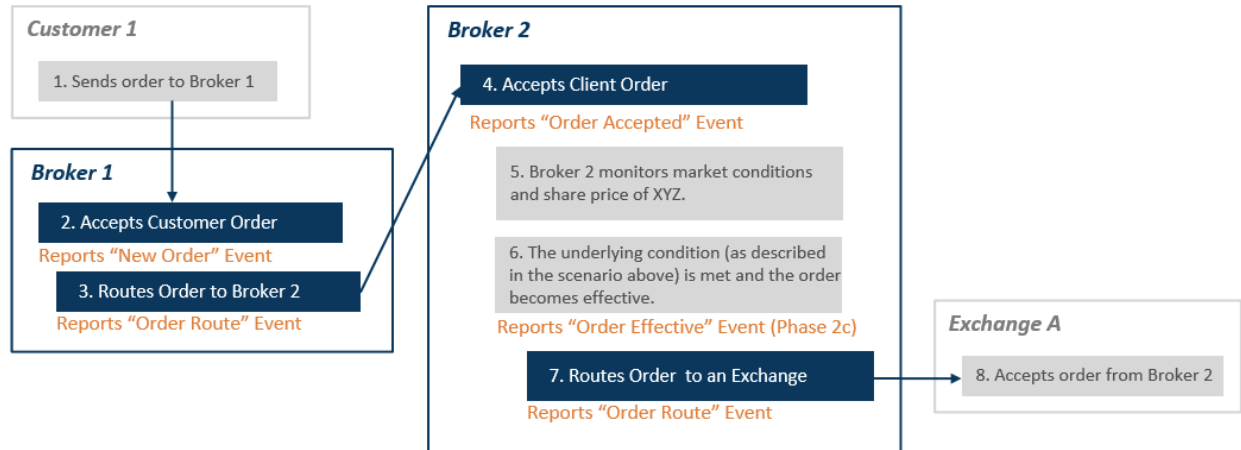 Customer 1
1. Sends order to Broker 1
Broker 1
2. Accepts Customer Order
Reports “New Order” Event
3. Routes Order to Broker 2
Reports “Order Route” Event
Broker 2
4. Accepts Client Order
Reports “Order Accepted” Event
5. Broker 2 monitors market conditions
and share price of XYZ.
6. The underlying condition (as described
in the scenario above) is met and the order
becomes effective.
Reports “Order Effective” Event (Phase 2c)
7. Routes Order to an Exchange
Reports “Order Route” Event
Exchange A
8. Accepts order from Broker 2